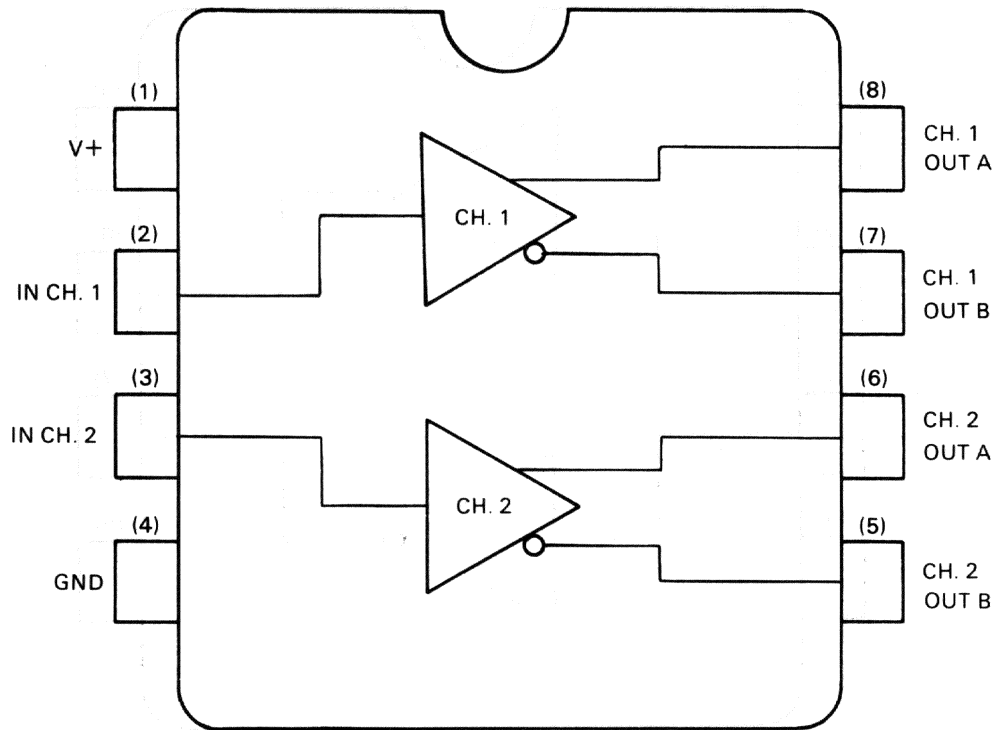 (1)
V+
(2)
IN CH. 1
(3)
IN CH. 2
(4)
GND
CH. 1
CH. 2
(8)
CH. 1
OUT A
(7)
CH. 1
OUT B
(6)
CH. 2
OUT A
(5)
CH. 2
OUT B